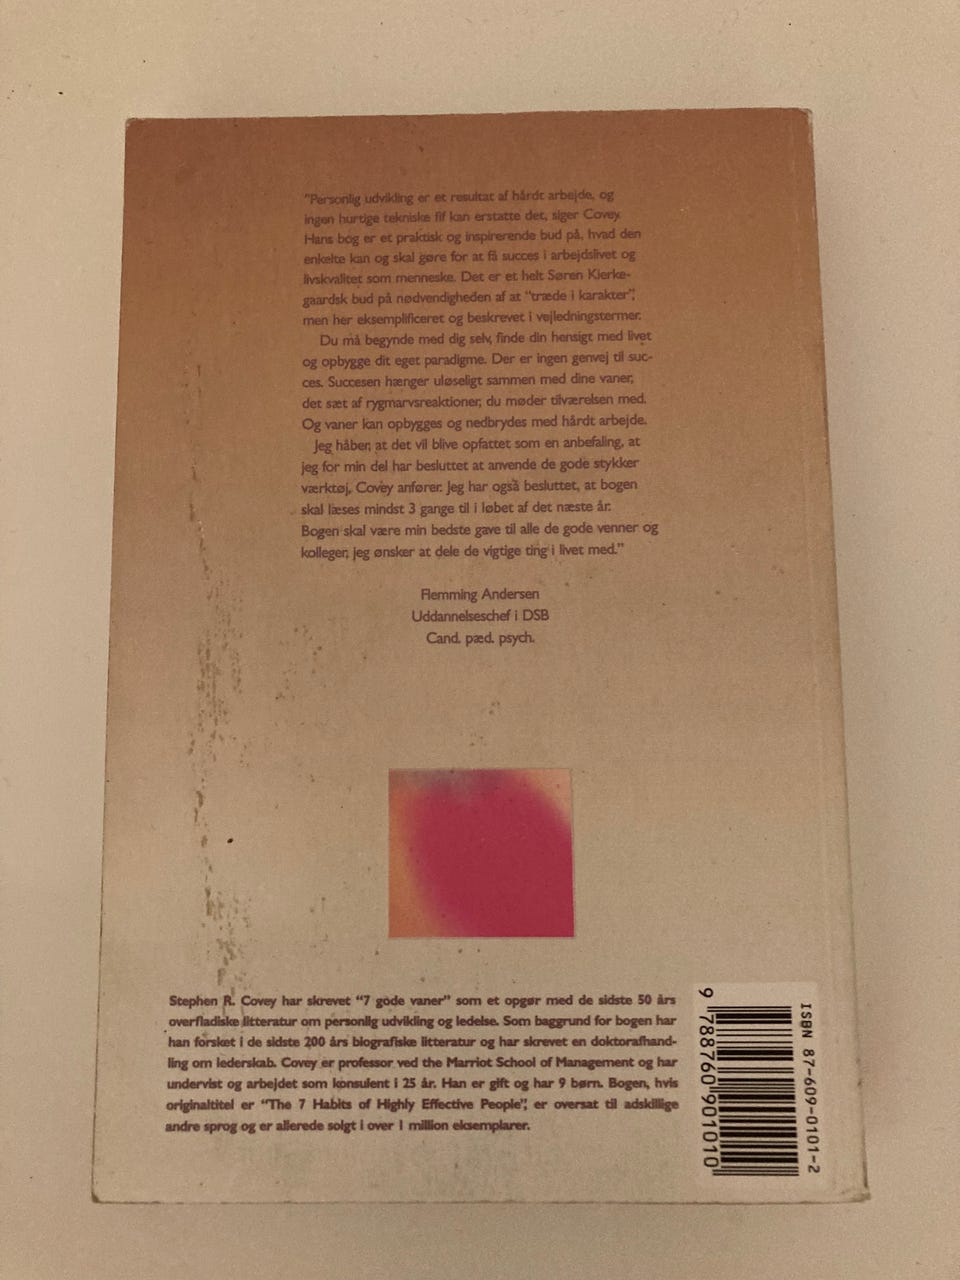 "Personlig udvikling er et resultat af hårdt arbejde, og
ingen hurtige tekniske fif kan erstatte det, siger Covey.
Hans bog er et praktisk og inspirerende bud på, hvad den
enkelte kan og skal gøre for at få succes i arbejdslivet og
livskvalitet som menneske. Det er et helt Søren Kierke-
gaardsk bud på nødvendigheden af at "træde i karakter",
men her eksemplificeret og beskrevet i vejledningstermer.
Du må begynde med dig selv, finde din hensigt med livet
og opbygge dit eget paradigme. Der er ingen genvej til suc-
ces. Succesen hænger uløseligt sammen med dine vaner,
det sæt af rygmarvsreaktioner, du møder tilværelsen med.
Og vaner kan opbygges og nedbrydes med hårdt arbejde.
Jeg håber, at det vil blive opfattet som en anbefaling, at
jeg for min del har besluttet at anvende de gode stykker
værktøj, Covey anfører. Jeg har også besluttet, at bogen
skal læses mindst 3 gange til i løbet af det næste år.
Bogen skal være min bedste gave til alle de gode venner og
kolleger, jeg ønsker at dele de vigtige ting i livet med."
Flemming Andersen
Uddannelseschef i DSB
Cand. pæd. psych.
Stephen R. Covey har skrevet "7 gode vaner" som et opgør med de sidste 50 års
overfladiske litteratur om personlig udvikling og ledelse. Som baggrund for bogen har
han forsket i de sidste 200 års biografiske litteratur og har skrevet en doktorafhand-
ling om lederskab. Covey er professor ved the Marriot School of Management og har
undervist og arbejdet som konsulent i 25 år. Han er gift og har 9 børn. Bogen, hvis
originaltitel er "The 7 Habits of Highly Effective People", er oversat til adskillige
andre sprog og er allerede solgt i over 1 million eksemplarer.
ISBN 87-609-0101-2
9 788760 901010